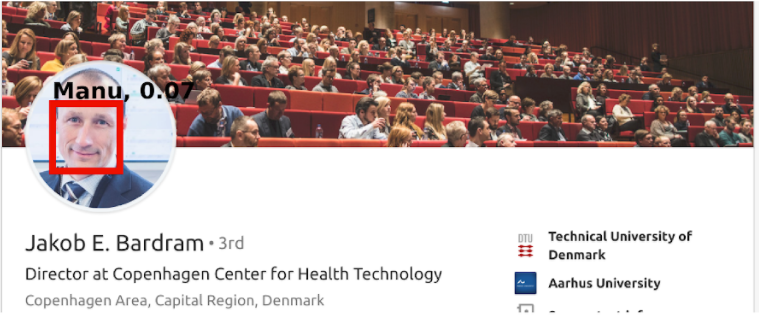 Manu, 0.07
Jakob E. Bardram • 3rd
Director at Copenhagen Center for Health Technology
Copenhagen Area, Capital Region, Denmark
DTU
Technical University of
Denmark
Aarhus University